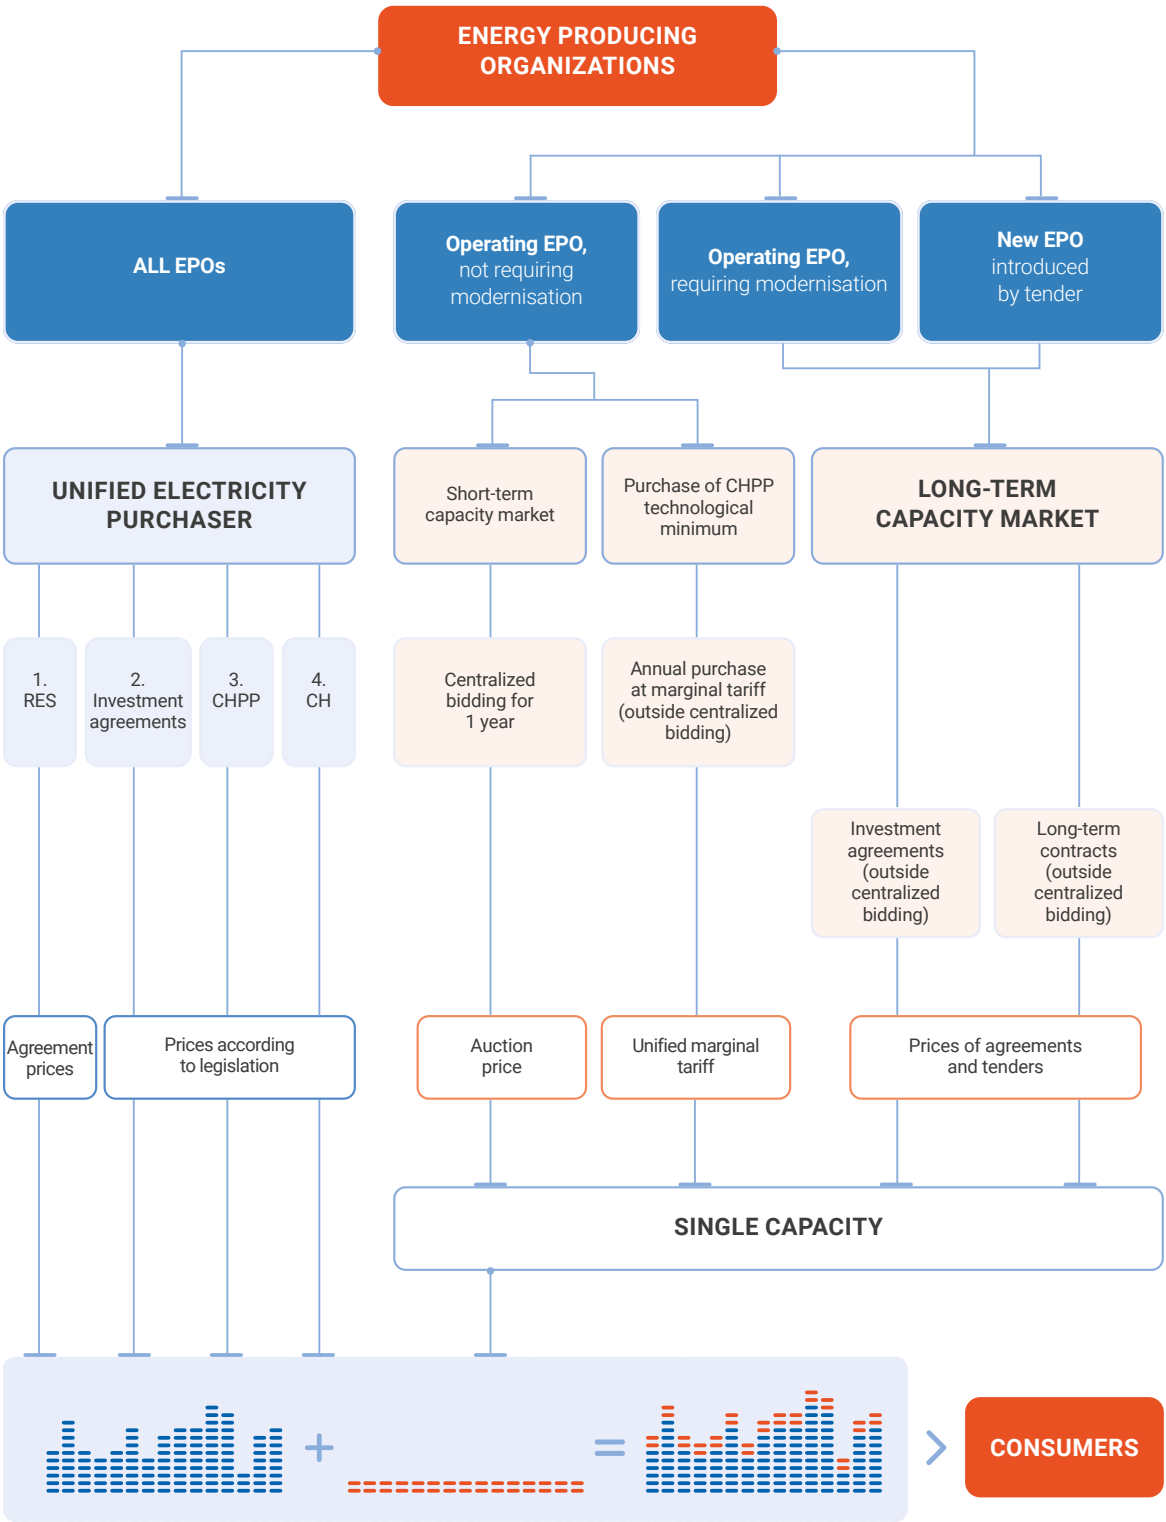 ENERGY PRODUCING
ORGANIZATIONS
ALL EPOs
Operating EPO,
not requiring
modernisation
Operating EPO,
requiring modernisation
New EPO
introduced
by tender
UNIFIED ELECTRICITY
PURCHASER
Short-term
capacity market
Purchase of CHPP
technological
minimum
LONG-TERM
CAPACITY MARKET
1.
RES
2.
Investment
agreements
3.
CHPP
4.
CH
Centralized
bidding for
1 year
Annual purchase
at marginal tariff
(outside centralized
bidding)
Investment
agreements
(outside
centralized
bidding)
Long-term
contracts
(outside
centralized
bidding)
Agreement
prices
Prices according
to legislation
Auction
price
Unified marginal
tariff
Prices of agreements
and tenders
SINGLE CAPACITY
+
=
CONSUMERS